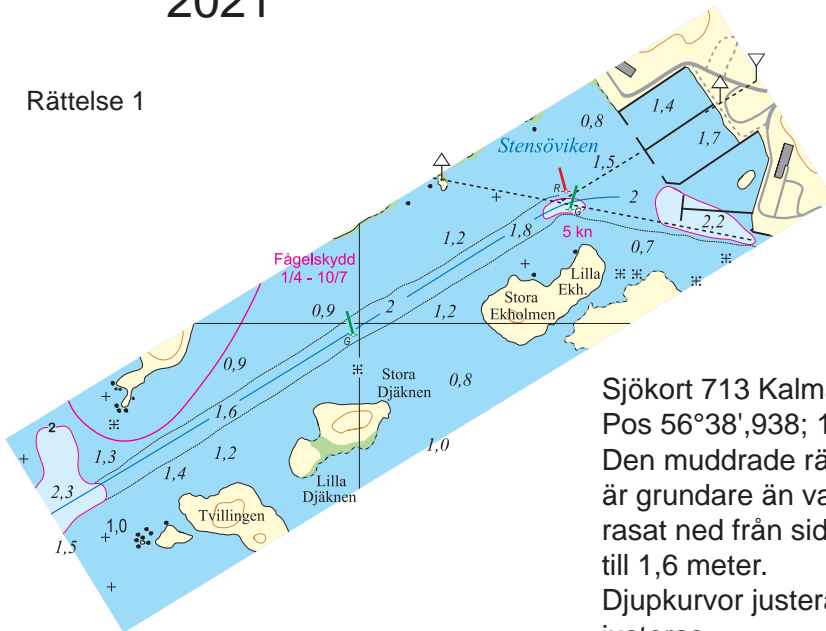 2021
Rättelse 1
1,4
0,8
1,7
Stensöviken
1,5
R
G
2
2,2
5 kn
1,8
0,7
1,2
Fågelskydd
1/4 - 10/7
Lilla
Ekh.
Stora
Ekholmen
0,9
2
1,2
G
0,9
Stora
Djäknen
0,8
1,6
2
1,3
1,2
1,0
1,4
2,3
Lilla
Djäknen
Tvillingen
1,0
1,5
Sjökort 713 Kalm
Pos 56°38',938; 1
Den muddrade rä
är grundare än va
rasat ned från sid
till 1,6 meter.
Djupkurvor justera